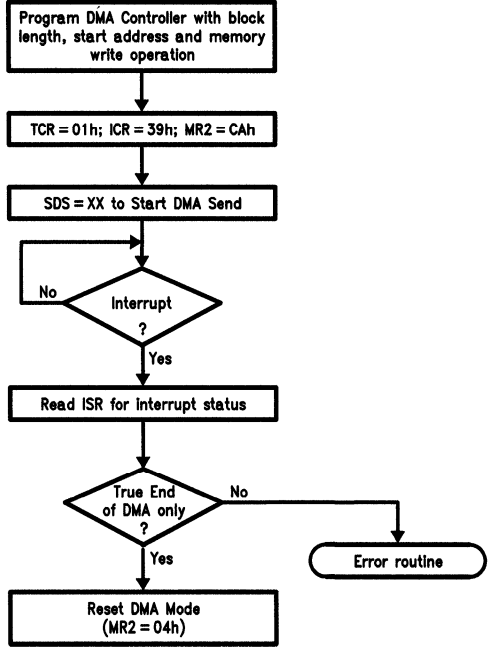 Program DMA Controller with block
length, start address and memory
write operation
TCR = 01h; ICR = 39h; MR2 = CAh
SDS = XX to Start DMA Send
No
Interrupt
?
Yes
Read ISR for interrupt status
True End
of DMA only
?
No
Yes
Error routine
Reset DMA Mode
(MR2 = 04h)